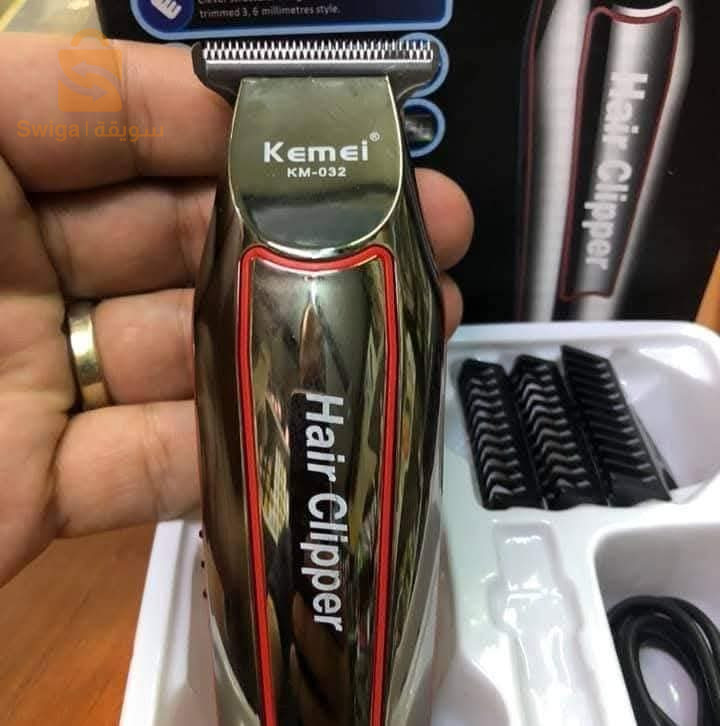 trimmed 3, 6 millimetres style.
Swiga | سويقة
Kemei®
KM-032
Hair Clipper
Hair Clipper